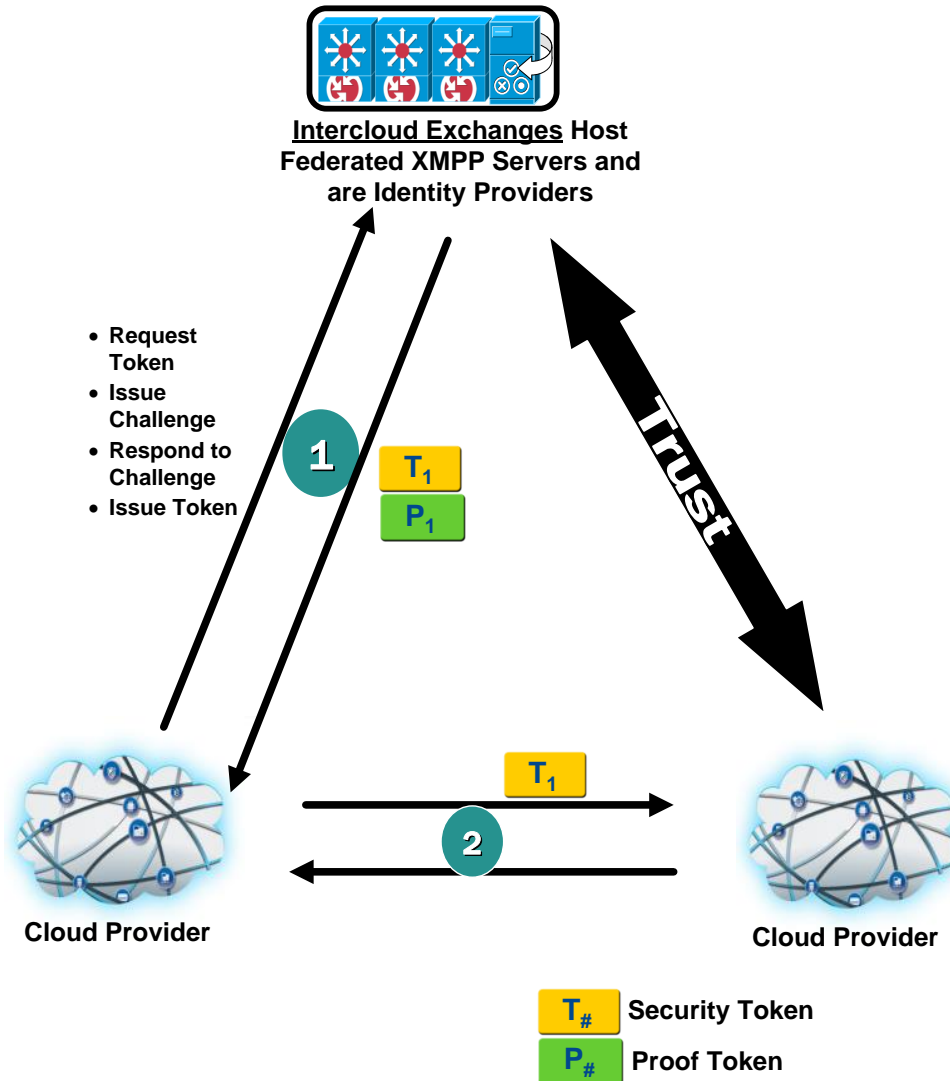 Intercloud Exchanges Host
Federated XMPP Servers and
are Identity Providers
• Request
Token
• Issue
Challenge
• Respond to
Challenge
• Issue Token
1
T1
P1
Trust
T1
2
Cloud Provider
Cloud Provider
T# Security Token
P# Proof Token